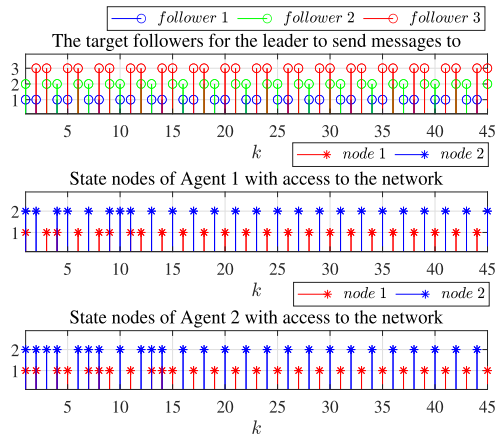 follower 1 follower 2 follower 3
The target followers for the leader to send messages to
3
2
1
5 10 15 20 25 30 35 40 45
k
node 1 node 2
State nodes of Agent 1 with access to the network
2
1
5 10 15 20 25 30 35 40 45
k
node 1 node 2
State nodes of Agent 2 with access to the network
2
1
5 10 15 20 25 30 35 40 45
k